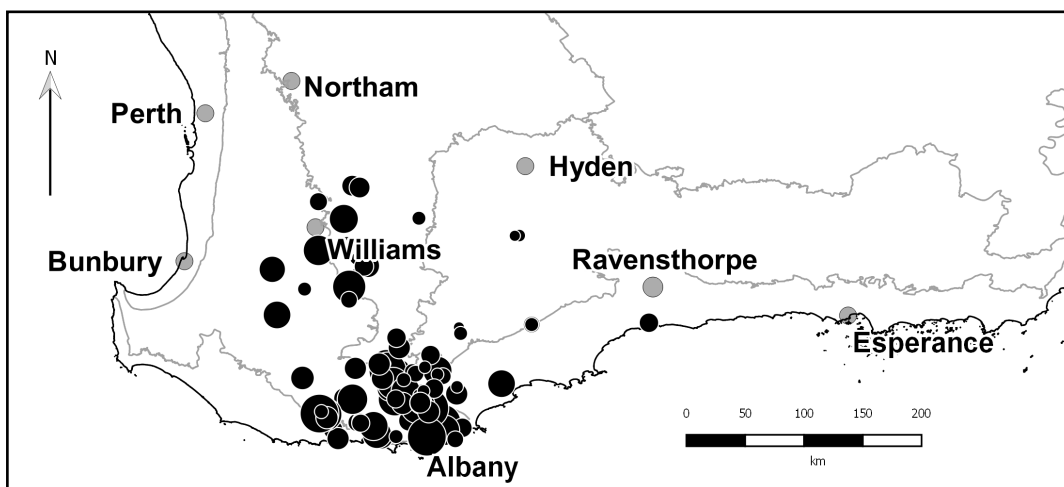 N
Northam
Perth
Hyden
Williams
Bunbury
Ravensthorpe
Esperance
0 50 100 150 200
km
Albany